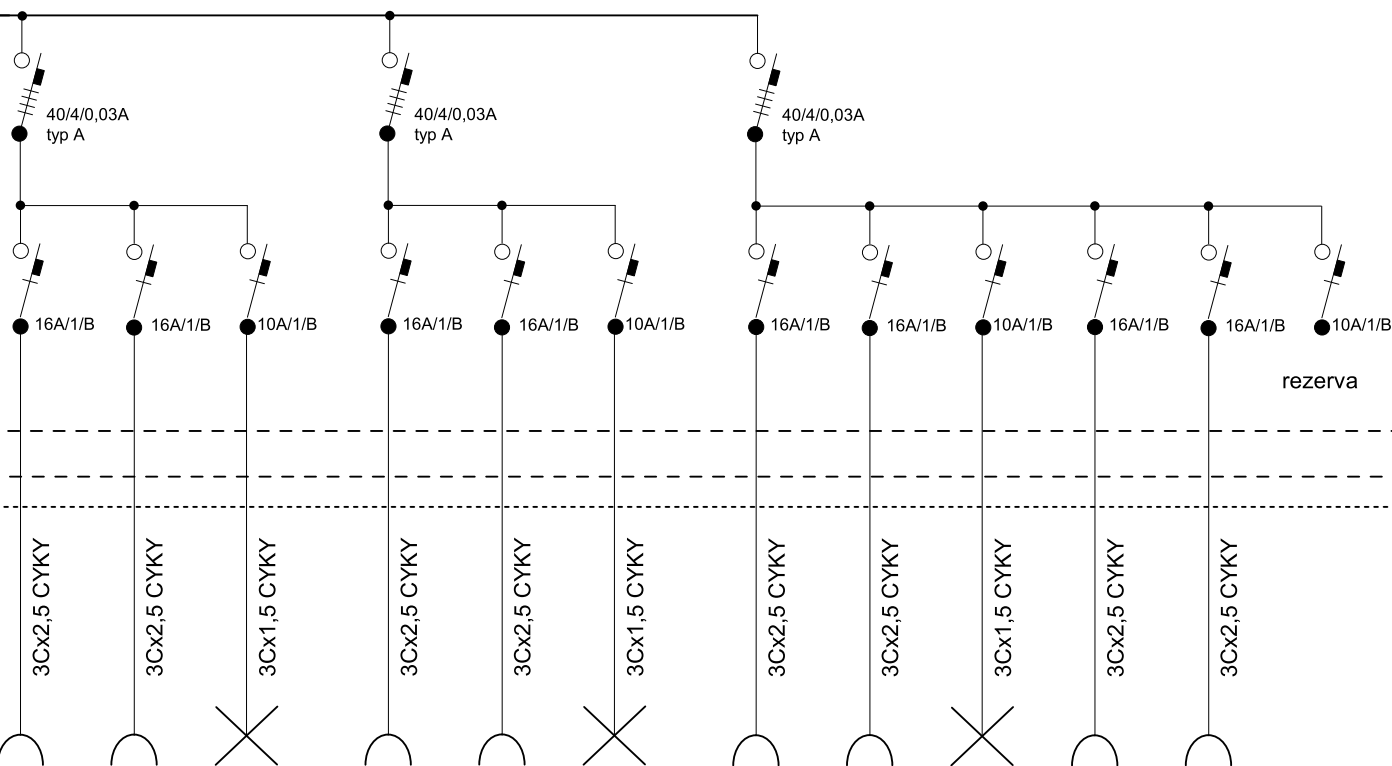 40/4/0,03A
typ A
40/4/0,03A
typ A
40/4/0,03A
typ A
16A/1/B
16A/1/B
10A/1/B
16A/1/B
16A/1/B
10A/1/B
16A/1/B
16A/1/B
10A/1/B
16A/1/B
16A/1/B
10A/1/B
rezerva
3Cx2,5 CYKY
3Cx2,5 CYKY
3Cx1,5 CYKY
3Cx2,5 CYKY
3Cx2,5 CYKY
3Cx1,5 CYKY
3Cx2,5 CYKY
3Cx2,5 CYKY
3Cx1,5 CYKY
3Cx2,5 CYKY
3Cx2,5 CYKY